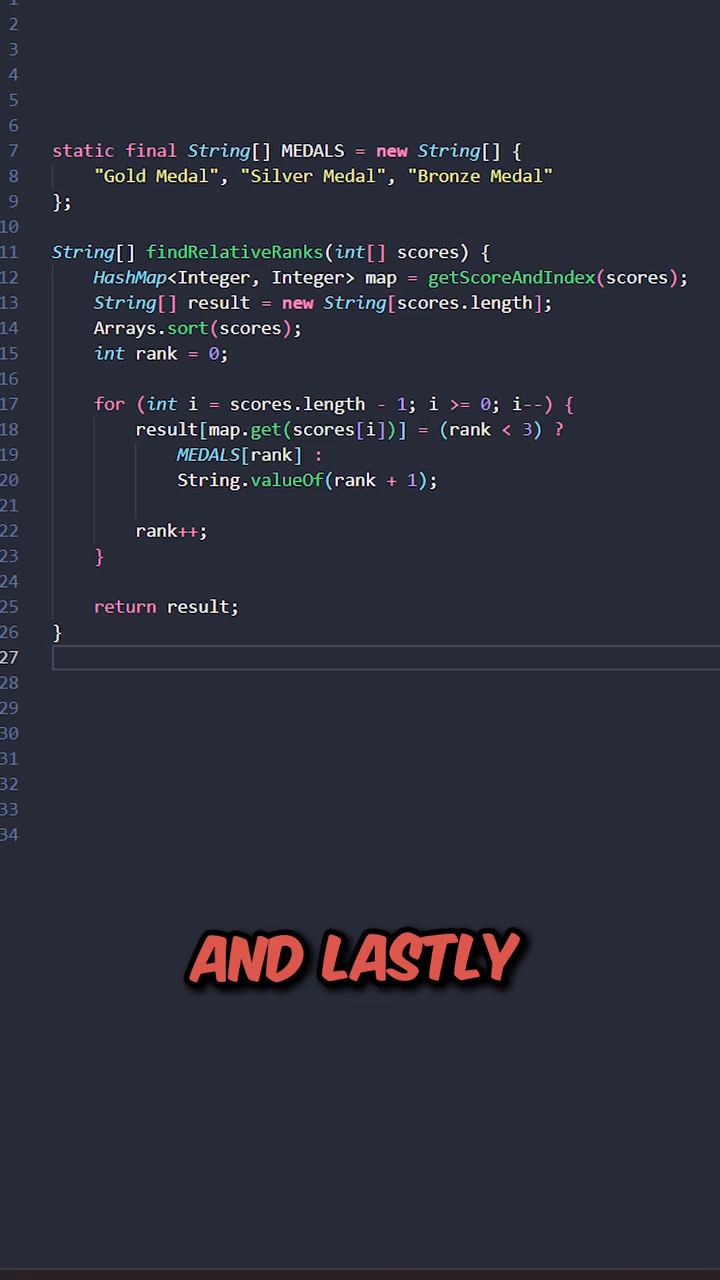 1
2
3
4
5
6
7 static final String[] MEDALS = new String[] {
8 "Gold Medal", "Silver Medal", "Bronze Medal"
9 };
10
11 String[] findRelativeRanks(int[] scores) {
12 HashMap<Integer, Integer> map = getScoreAndIndex(scores);
13 String[] result = new String[scores.length];
14 Arrays.sort(scores);
15 int rank = 0;
16
17 for (int i = scores.length - 1; i >= 0; i--) {
18 result[map.get(scores[i])] = (rank < 3) ?
19 MEDALS[rank] :
20 String.valueOf(rank + 1);
21
22 rank++;
23 }
24
25 return result;
26 }
27
28
29
30
31
32
33
34
AND LASTLY